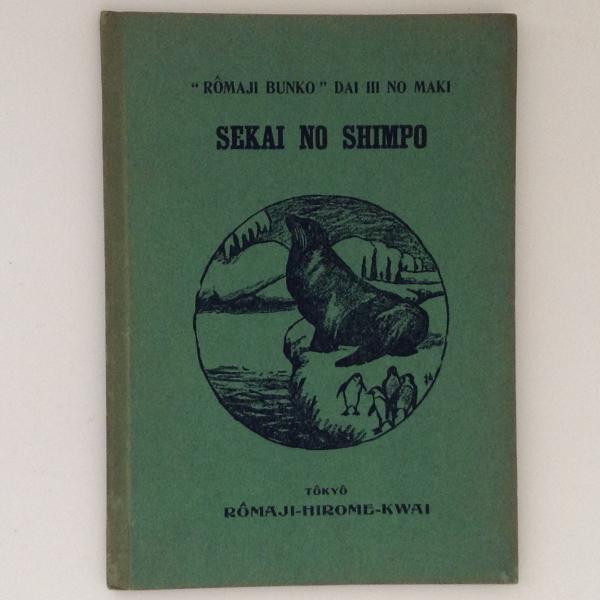 "RÔMAJI BUNKO" DAI III NO MAKI
SEKAI NO SHIMPO
TÔKYÔ
RÔMAJI-HIROME-KWAI